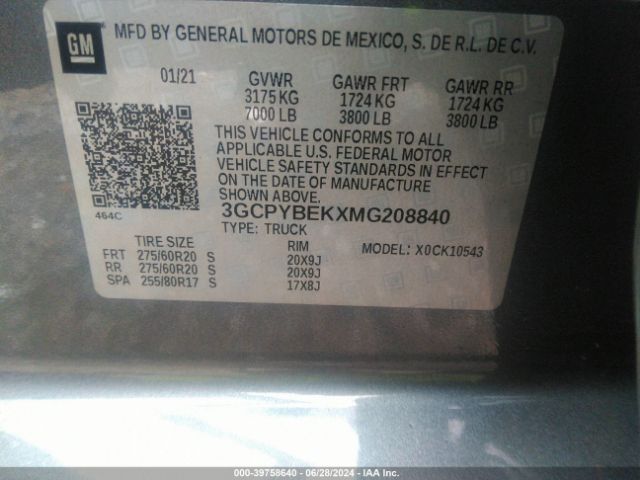 GM
MFD BY GENERAL MOTORS DE MEXICO, S. DE R.L. DE C.V.
01/21 GVWR GAWR FRT GAWR RR
3175 KG 1724 KG 1724 KG
7000 LB 3800 LB 3800 LB
THIS VEHICLE CONFORMS TO ALL
APPLICABLE U.S. FEDERAL MOTOR
VEHICLE SAFETY STANDARDS IN EFFECT
ON THE DATE OF MANUFACTURE
SHOWN ABOVE.
464C 3GCPYBEKXMG208840
TYPE: TRUCK
TIRE SIZE RIM MODEL: X0CK10543
FRT 275/60R20 S 20X9J
RR 275/60R20 S 20X9J
SPA 255/80R17 S 17X8J
000-39758640 - 06/28/2024 - IAA Inc.